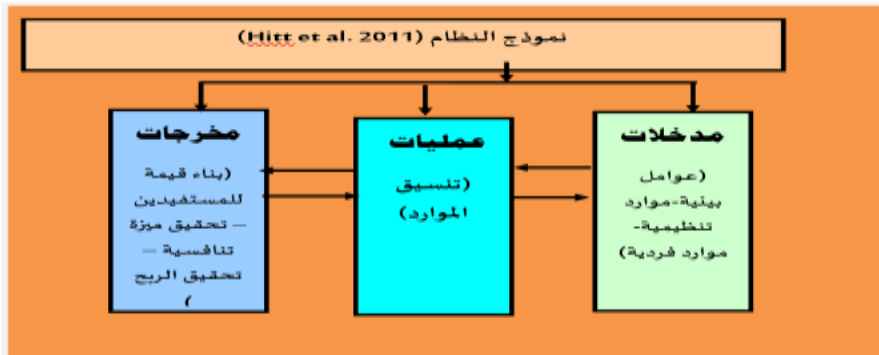 نموذج النظام (Hitt et al. 2011)
مدخلات
(عوامل
بيئية-موارد
تنظيمية-
موارد فردية)
عمليات
(تنسيق
الموارد)
مخرجات
(بناء قيمة
للمستفيدين
– تحقيق ميزة
تنافسية –
تحقيق الربح
)